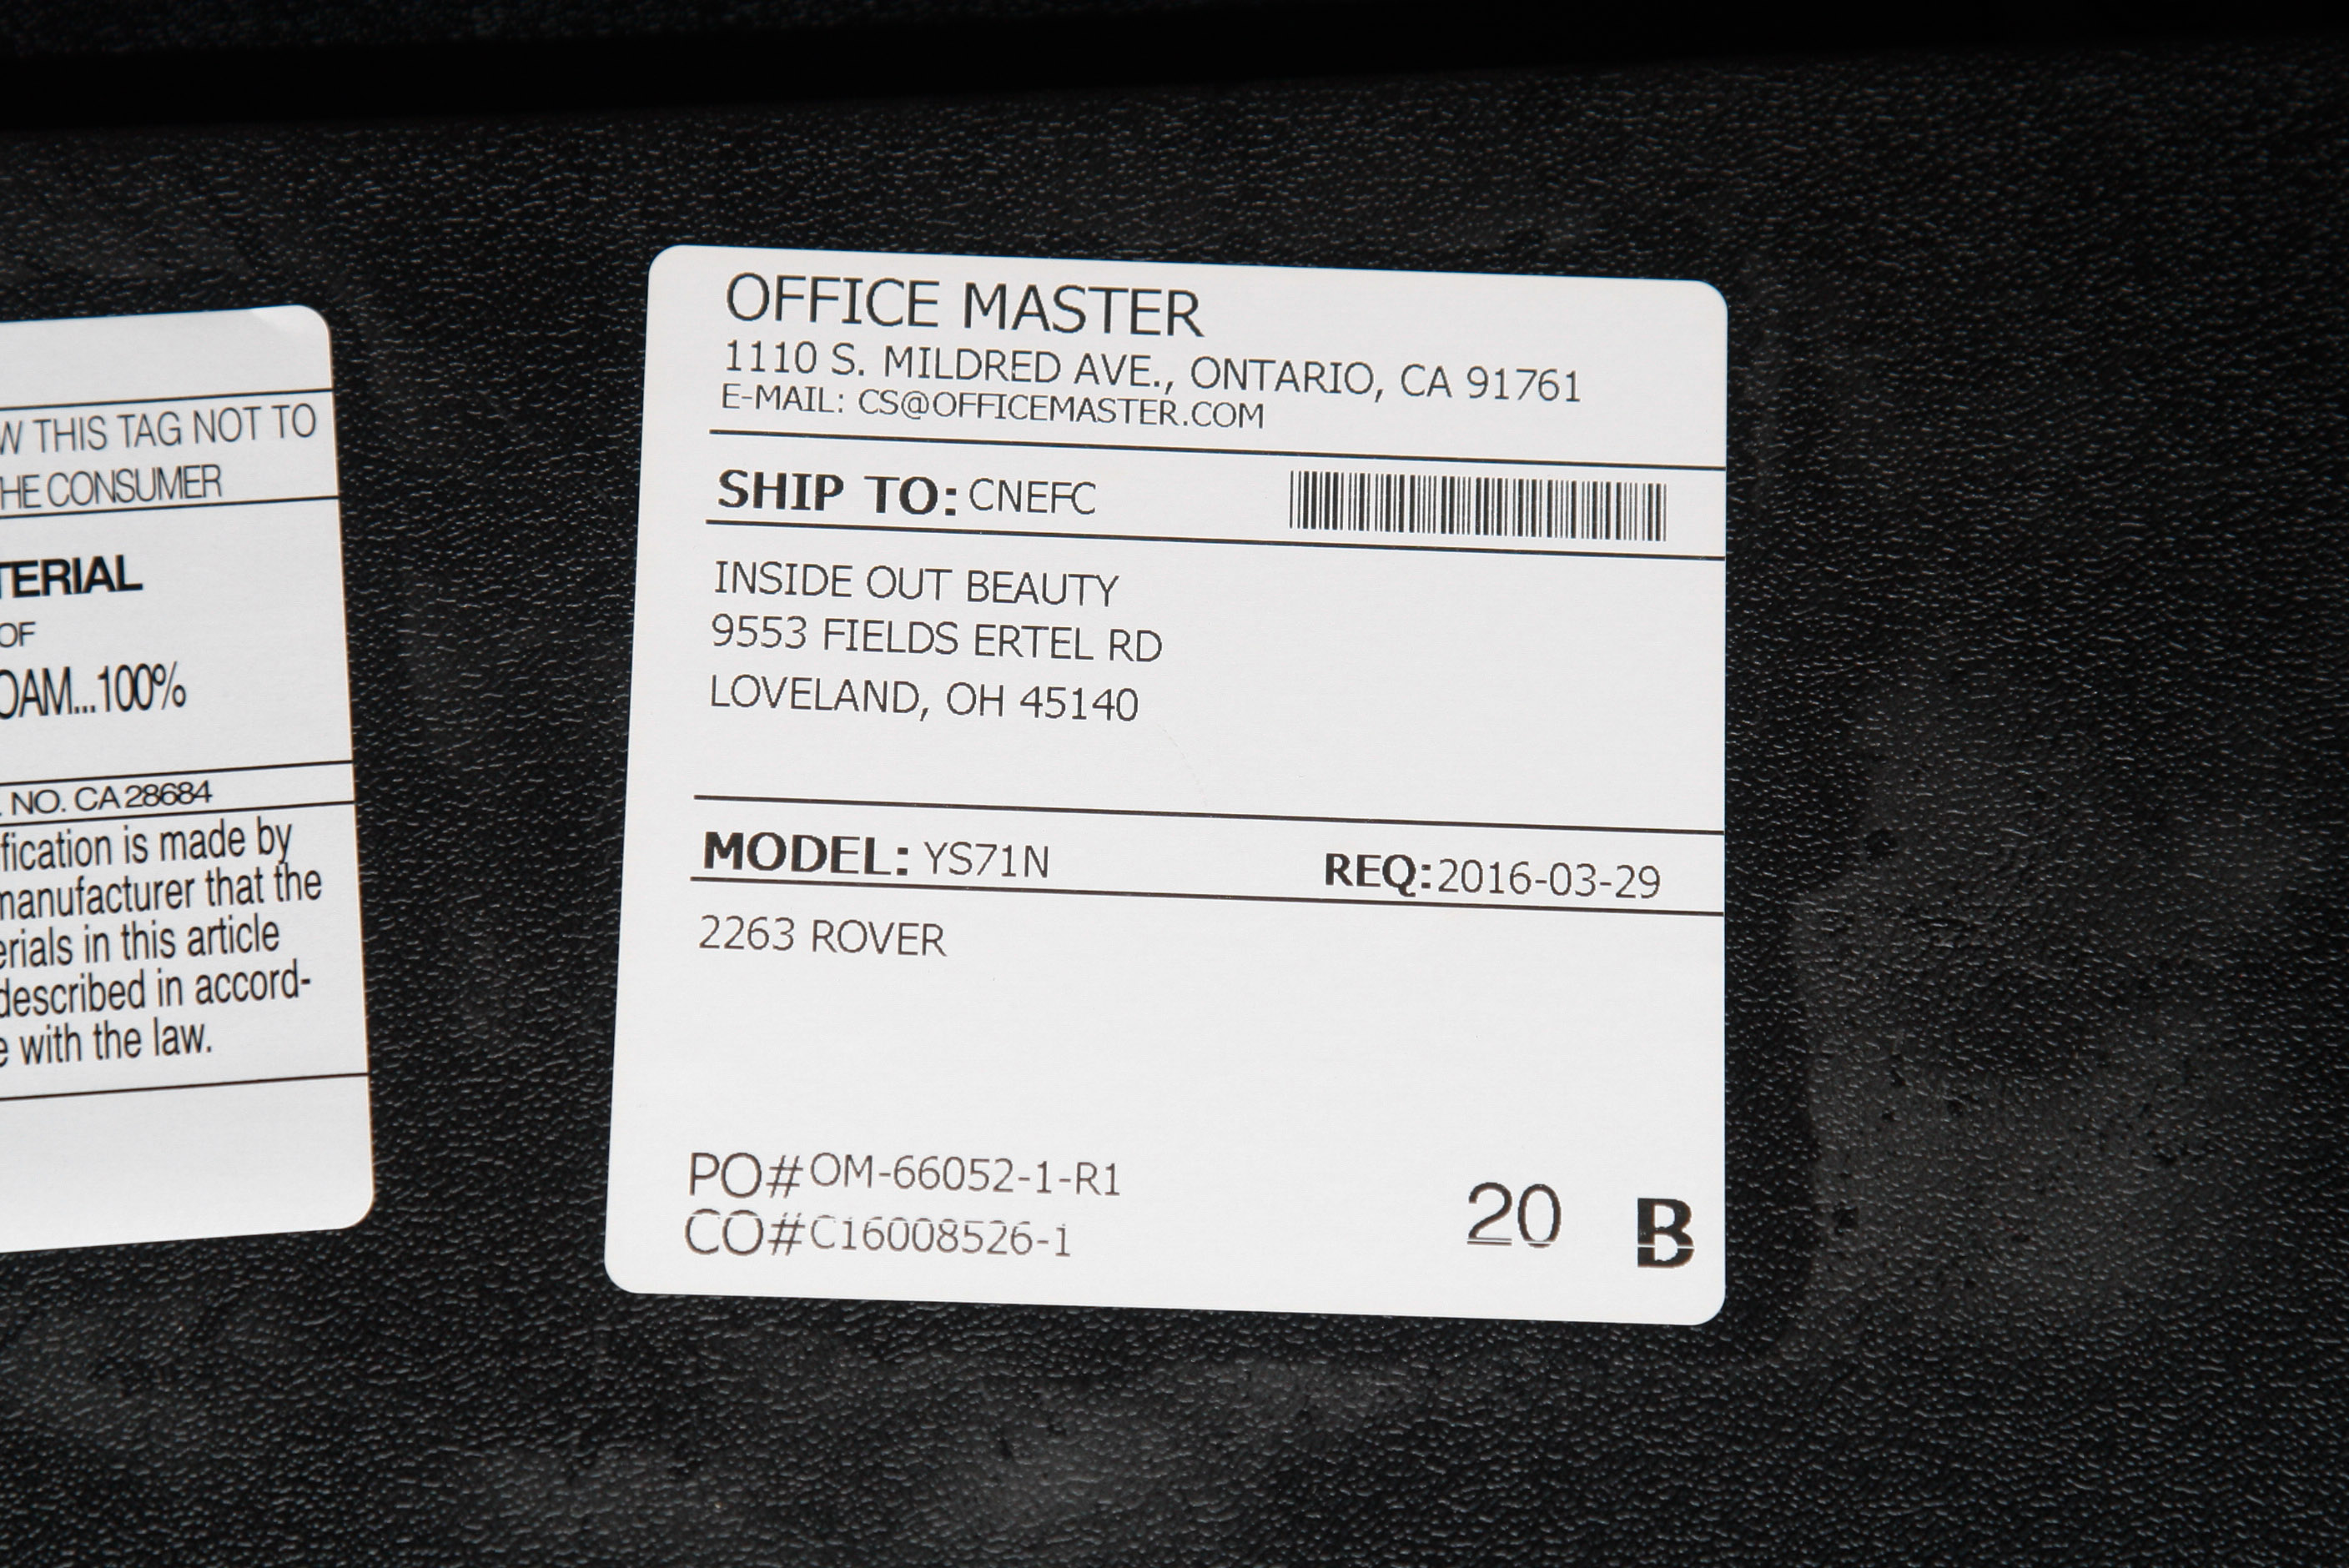 W THIS TAG NOT TO
HE CONSUMER
TERIAL
OF
OAM...100%
. NO. CA 28684
fication is made by
manufacturer that the
erials in this article
described in accord-
e with the law.
OFFICE MASTER
1110 S. MILDRED AVE., ONTARIO, CA 91761
E-MAIL: CS@OFFICEMASTER.COM
SHIP TO: CNEFC
INSIDE OUT BEAUTY
9553 FIELDS ERTEL RD
LOVELAND, OH 45140
MODEL: YS71N REQ: 2016-03-29
2263 ROVER
PO# OM-66052-1-R1
CO# C16008526-1 20 B